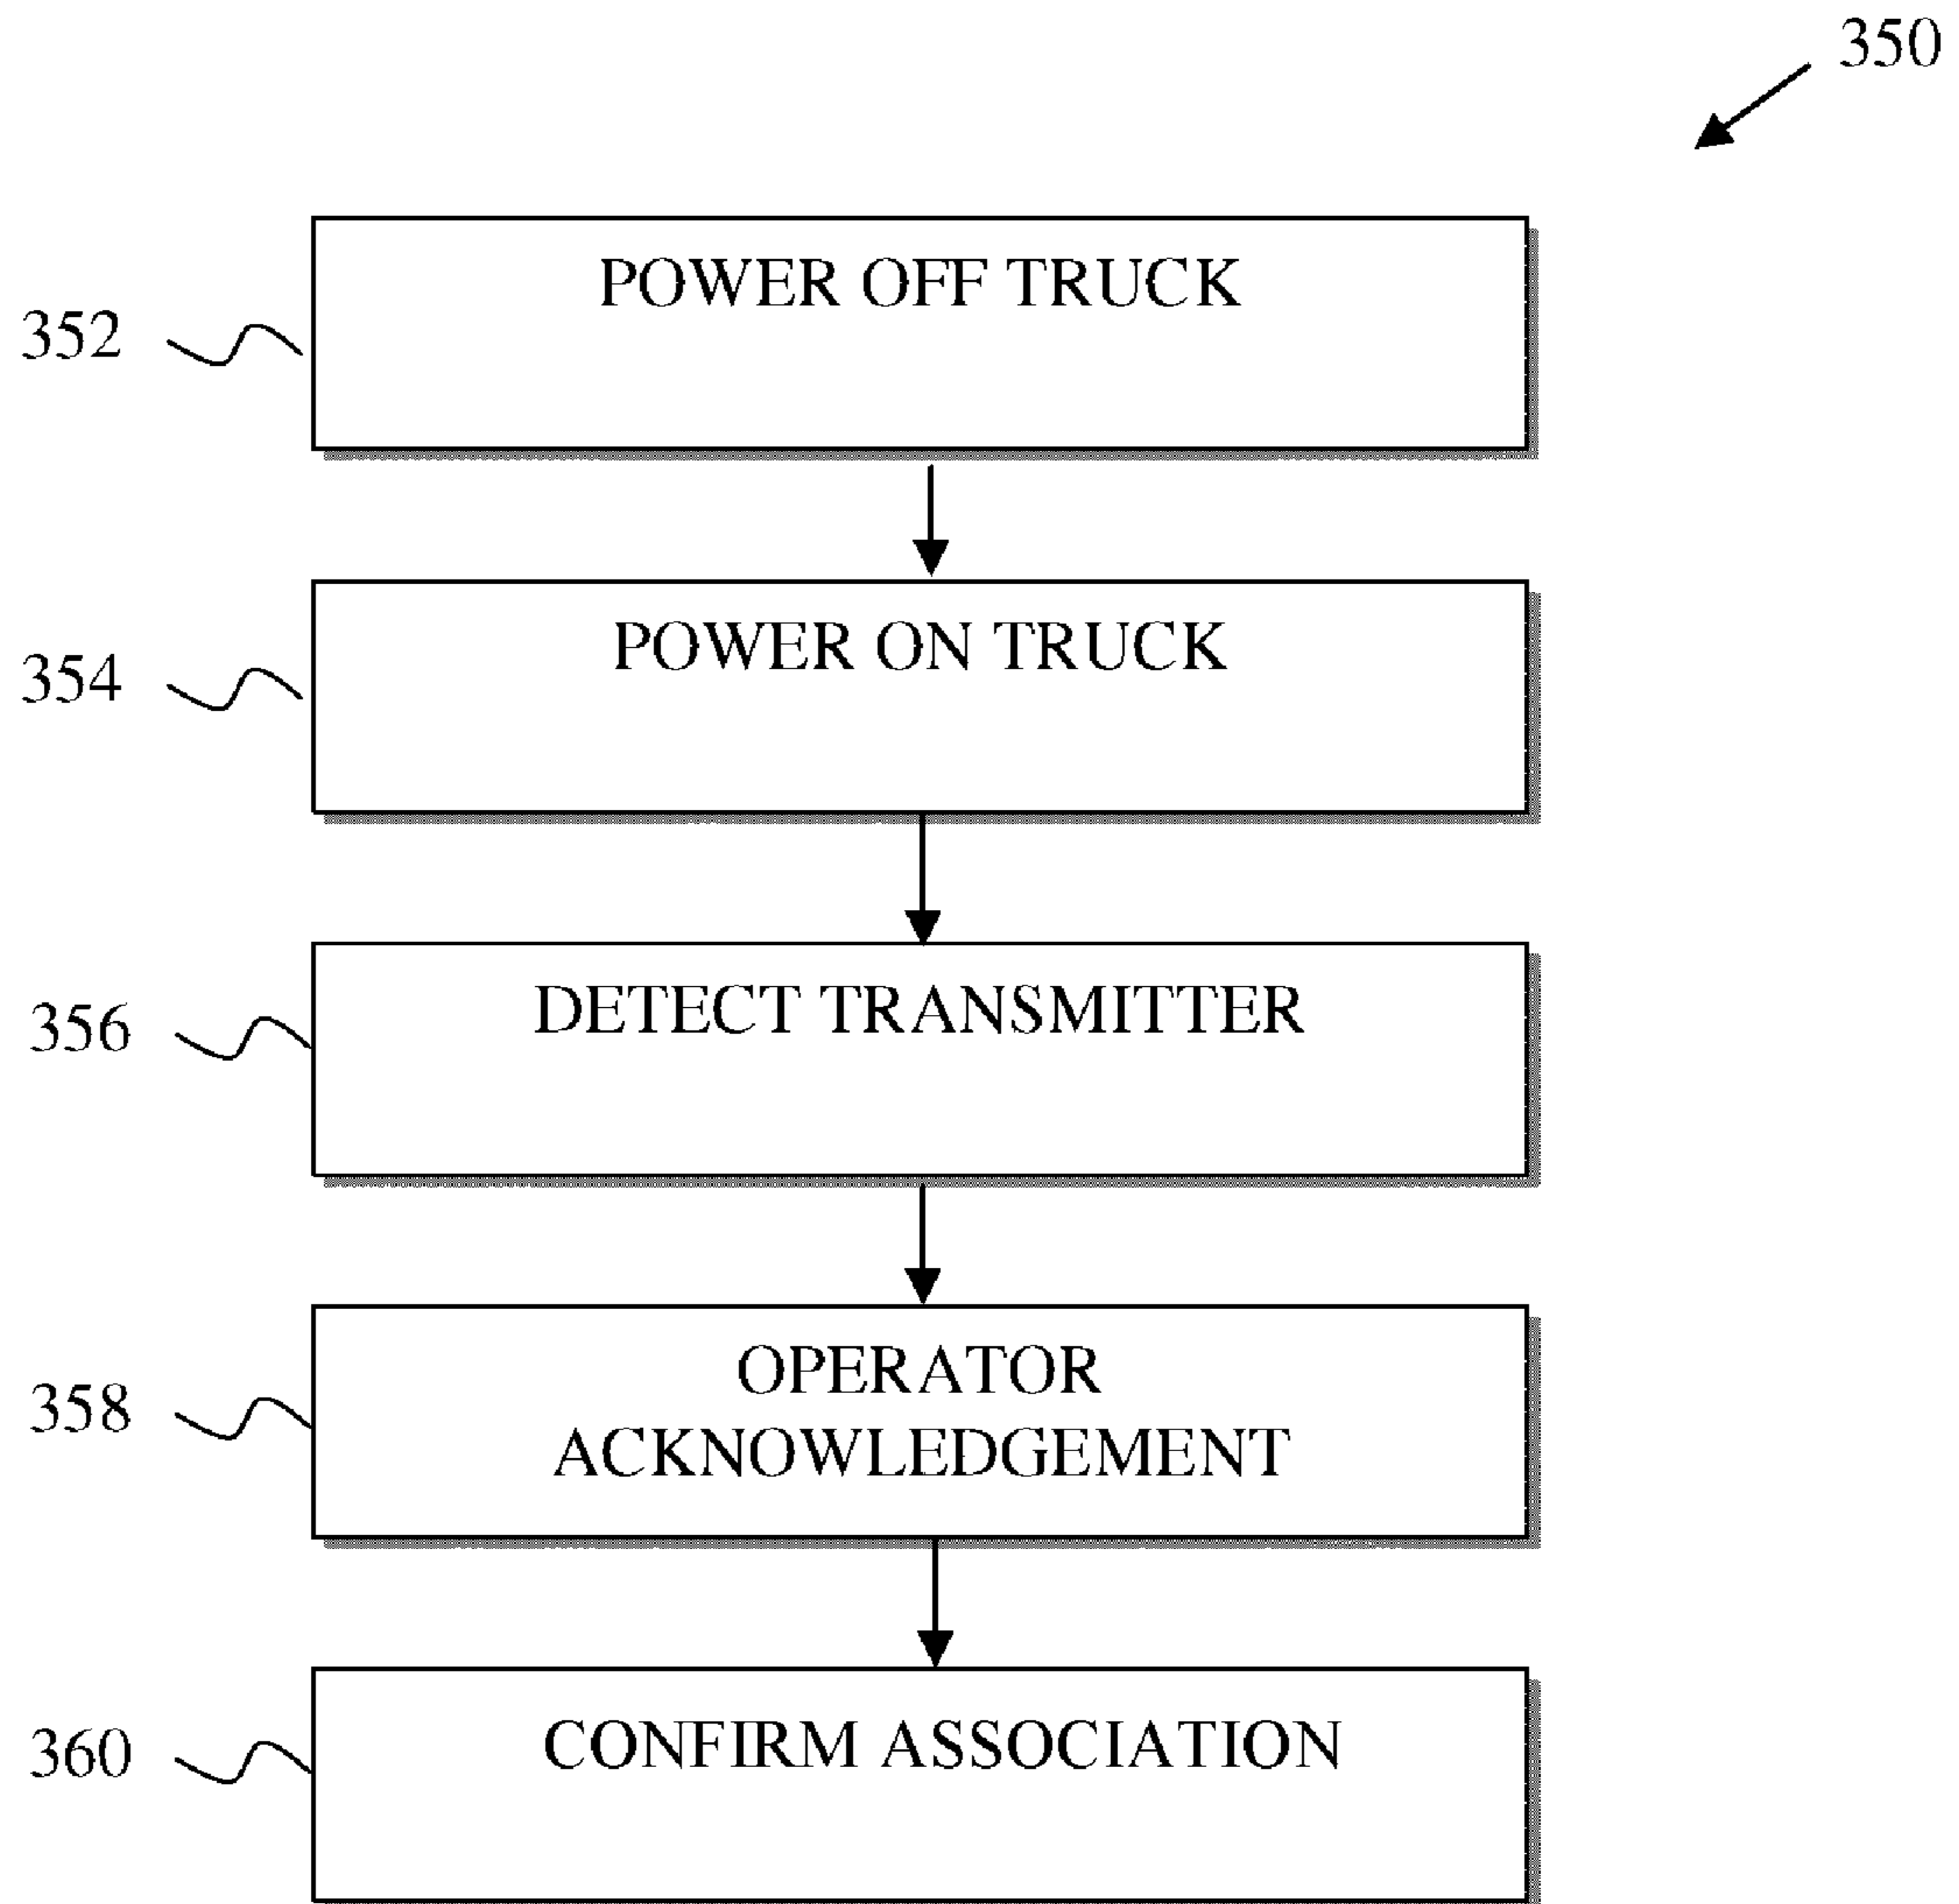 350
352
POWER OFF TRUCK
354
POWER ON TRUCK
356
DETECT TRANSMITTER
358
OPERATOR
ACKNOWLEDGEMENT
360
CONFIRM ASSOCIATION